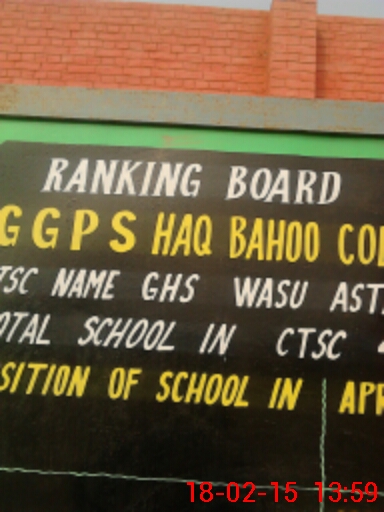 RANKING BOARD
GGPS HAQ BAHOO COL
TSC NAME GHS WASU AST
OTAL SCHOOL IN CTSC
SITION OF SCHOOL IN APR
18-02-15 13:59